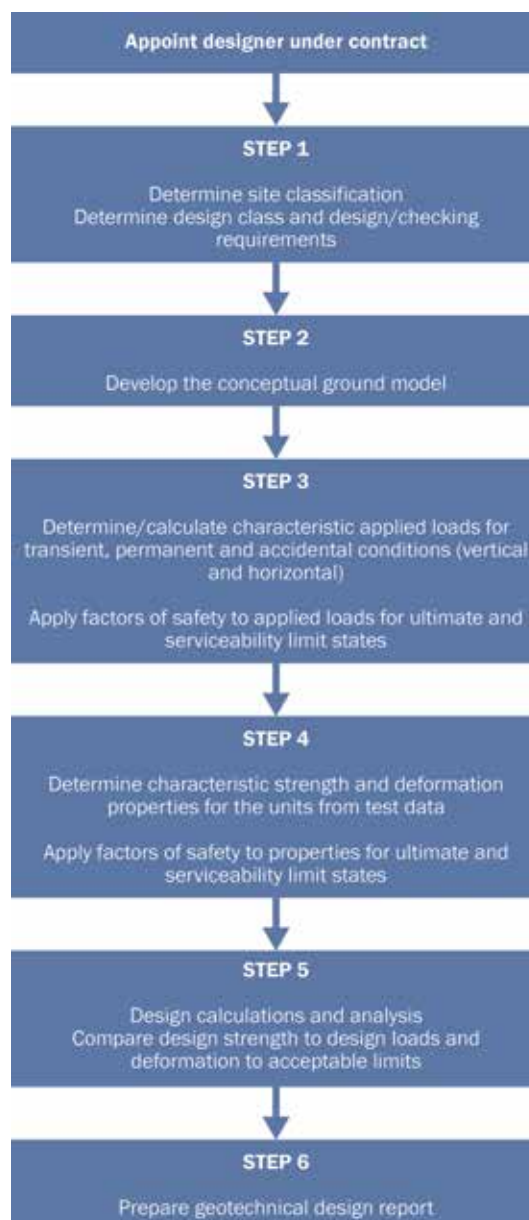 Appoint designer under contract
STEP 1
Determine site classification
Determine design class and design/checking
requirements
STEP 2
Develop the conceptual ground model
STEP 3
Determine/calculate characteristic applied loads for
transient, permanent and accidental conditions (vertical
and horizontal)
Apply factors of safety to applied loads for ultimate and
serviceability limit states
STEP 4
Determine characteristic strength and deformation
properties for the units from test data
Apply factors of safety to properties for ultimate and
serviceability limit states
STEP 5
Design calculations and analysis
Compare design strength to design loads and
deformation to acceptable limits
STEP 6
Prepare geotechnical design report